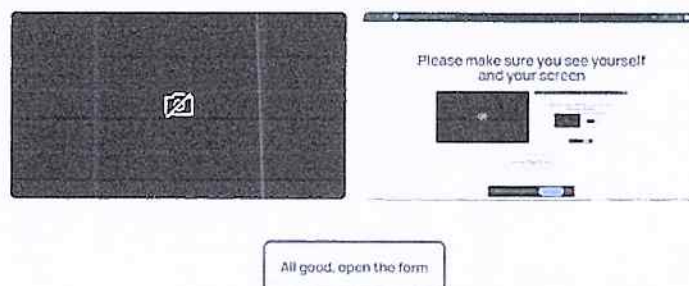 Please make sure you see yourself
and your screen
All good, open the form